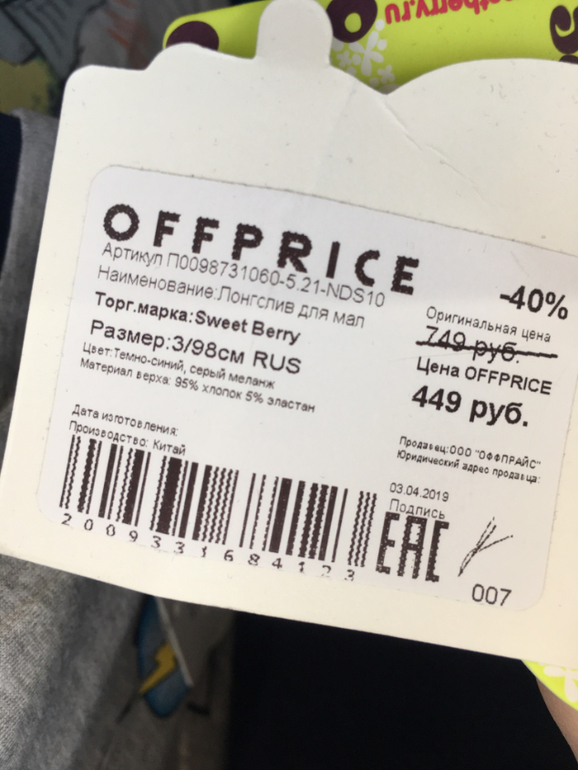 OFFPRICE
Артикул П0098731060-5.21-NDS10
Наименование:Лонгслив для мал
Торг.марка:Sweet Berry
Размер:3/98см RUS
Цвет:Темно-синий, серый меланж
Материал верха: 95% хлопок 5% эластан
-40%
Оригинальная цена
749 руб.
Цена OFFPRICE
449 руб.
Дата изготовления:
Производство: Китай
Продавец:ООО "ОФФПРАЙС"
Юридический адрес продавца:
03.04.2019
Подпись
2009331684123
EAC
007